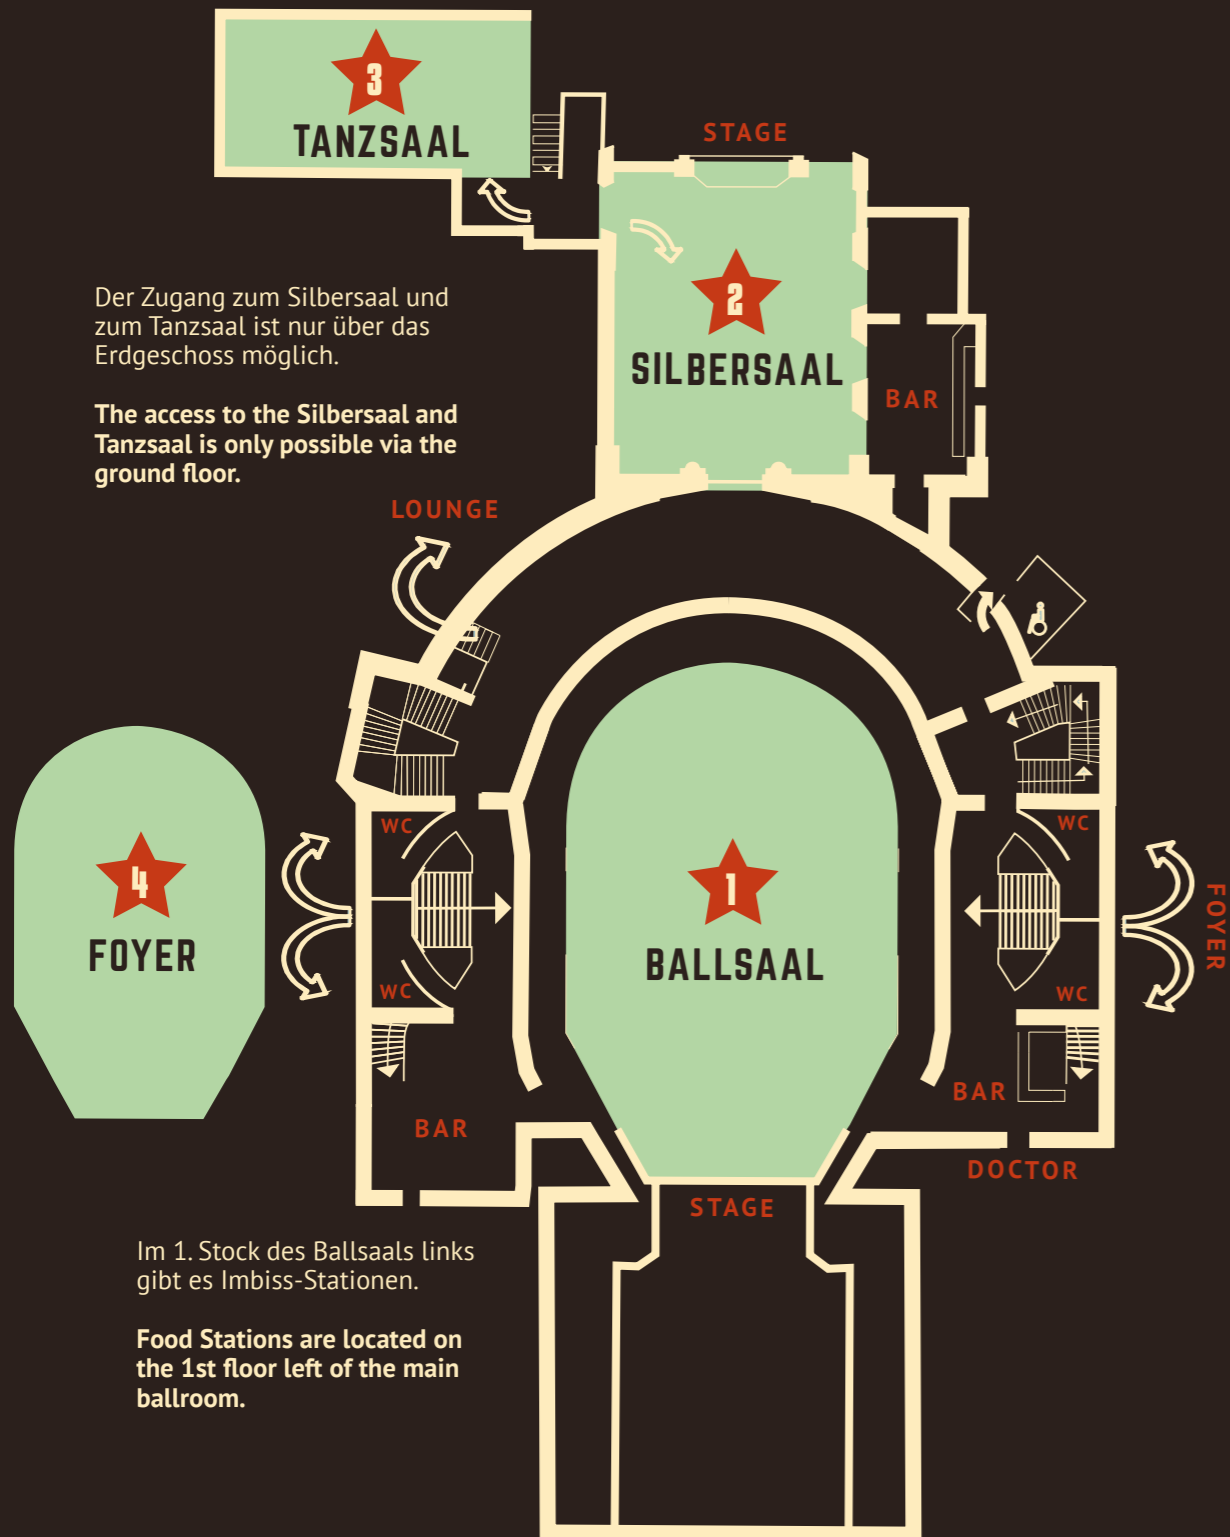 3
TANZSAAL
STAGE
2
SILBERSAAL
BAR
Der Zugang zum Silbersaal und
zum Tanzsaal ist nur über das
Erdgeschoss möglich.
The access to the Silbersaal and
Tanzsaal is only possible via the
ground floor.
LOUNGE
WC
WC
4
FOYER
1
BALLSAAL
FOYER
WC
WC
BAR
BAR
DOCTOR
STAGE
Im 1. Stock des Ballsaals links
gibt es Imbiss-Stationen.
Food Stations are located on
the 1st floor left of the main
ballroom.